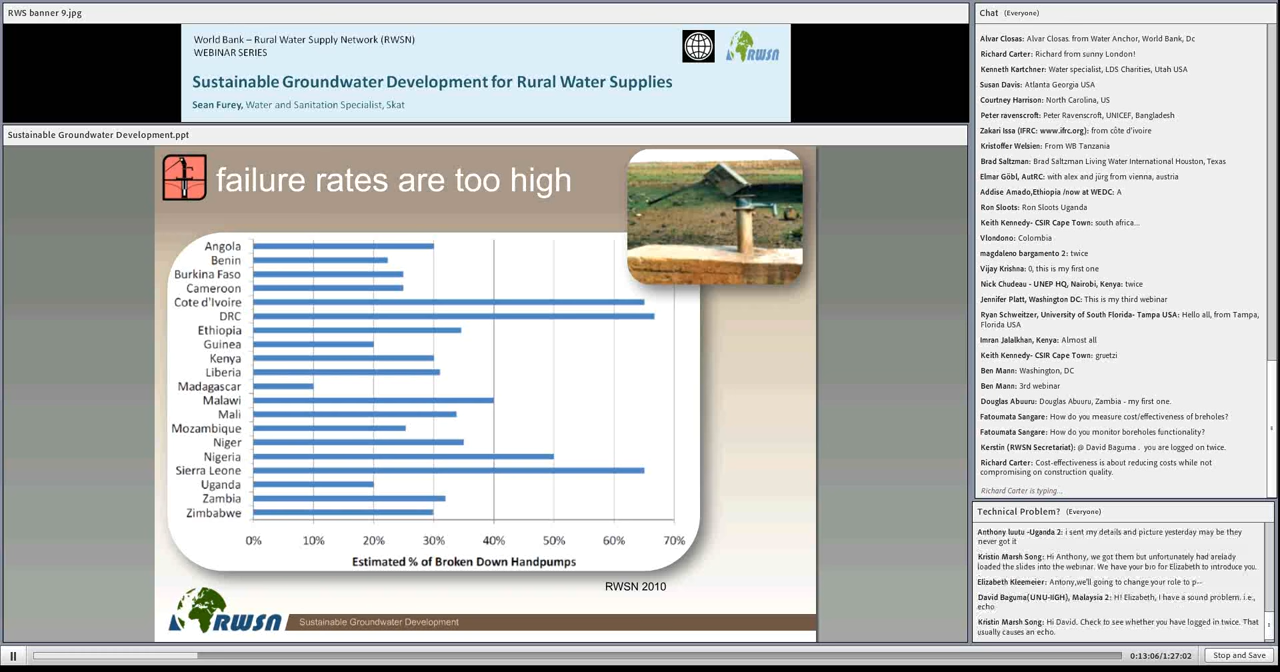 RWS banner 9.jpg
World Bank – Rural Water Supply Network (RWSN)
WEBINAR SERIES
RWSN
Sustainable Groundwater Development for Rural Water Supplies
Sean Furey, Water and Sanitation Specialist, Skat
Sustainable Groundwater Development.ppt
failure rates are too high
Angola
Benin
Burkina Faso
Cameroon
Cote d'Ivoire
DRC
Ethiopia
Guinea
Kenya
Liberia
Madagascar
Malawi
Mali
Mozambique
Niger
Nigeria
Sierra Leone
Uganda
Zambia
Zimbabwe
0% 10% 20% 30% 40% 50% 60% 70%
Estimated % of Broken Down Handpumps
RWSN 2010
RWSN
Sustainable Groundwater Development
Chat (Everyone)
Alvar Closas: Alvar Closas from Water Anchor, World Bank, Dc
Richard Carter: Richard from sunny London!
Kenneth Kartchner: Water specialist, LDS Charities, Utah USA
Susan Davis: Atlanta Georgia USA
Courtney Harrison: North Carolina, US
Peter ravenscroft: Peter Ravenscroft, UNICEF, Bangladesh
Zakari Issa (IFRC: www.ifrc.org): from côte d'ivoire
Kristoffer Welsien: From WB Tanzania
Brad Saltzman: Brad Saltzman Living Water International Houston, Texas
Elmar Göbl, AutRC: with alex and jürg from vienna, austria
Addise Amado,Ethiopia /now at WEDC: A
Ron Sloots: Ron Sloots Uganda
Keith Kennedy- CSIR Cape Town: south africa...
Vlondono: Colombia
magdaleno bargamento 2: twice
Vijay Krishna: 0, this is my first one
Nick Chudeau - UNEP HQ, Nairobi, Kenya: twice
Jennifer Platt, Washington DC: This is my third webinar
Ryan Schweitzer, University of South Florida- Tampa USA: Hello all, from Tampa,
Florida USA
Imran Jalalkhan, Kenya: Almost all
Keith Kennedy- CSIR Cape Town: gruetzi
Ben Mann: Washington, DC
Ben Mann: 3rd webinar
Douglas Abuuru: Douglas Abuuru, Zambia - my first one.
Fatoumata Sangare: How do you measure cost/effectiveness of breholes?
Fatoumata Sangare: How do you monitor boreholes functionality?
Kerstin (RWSN Secretariat): @ David Baguma . you are logged on twice.
Richard Carter: Cost-effectiveness is about reducing costs while not
compromising on construction quality.
Richard Carter is typing...
Technical Problem? (Everyone)
Anthony luutu -Uganda 2: i sent my details and picture yesterday may be they
never got it
Kristin Marsh Song: Hi Anthony, we got them but unfortunately had arelady
loaded the slides into the webinar. We have your bio for Elizabeth to introduce you.
Elizabeth Kleemeier: Antony,we'll going to change your role to p--
David Baguma(UNU-IIGH), Malaysia 2: H! Elizabeth, I have a sound problem. i.e.,
echo
Kristin Marsh Song: Hi David. Check to see whether you have logged in twice. That
usually causes an echo.
0:13:06/1:27:02
Stop and Save